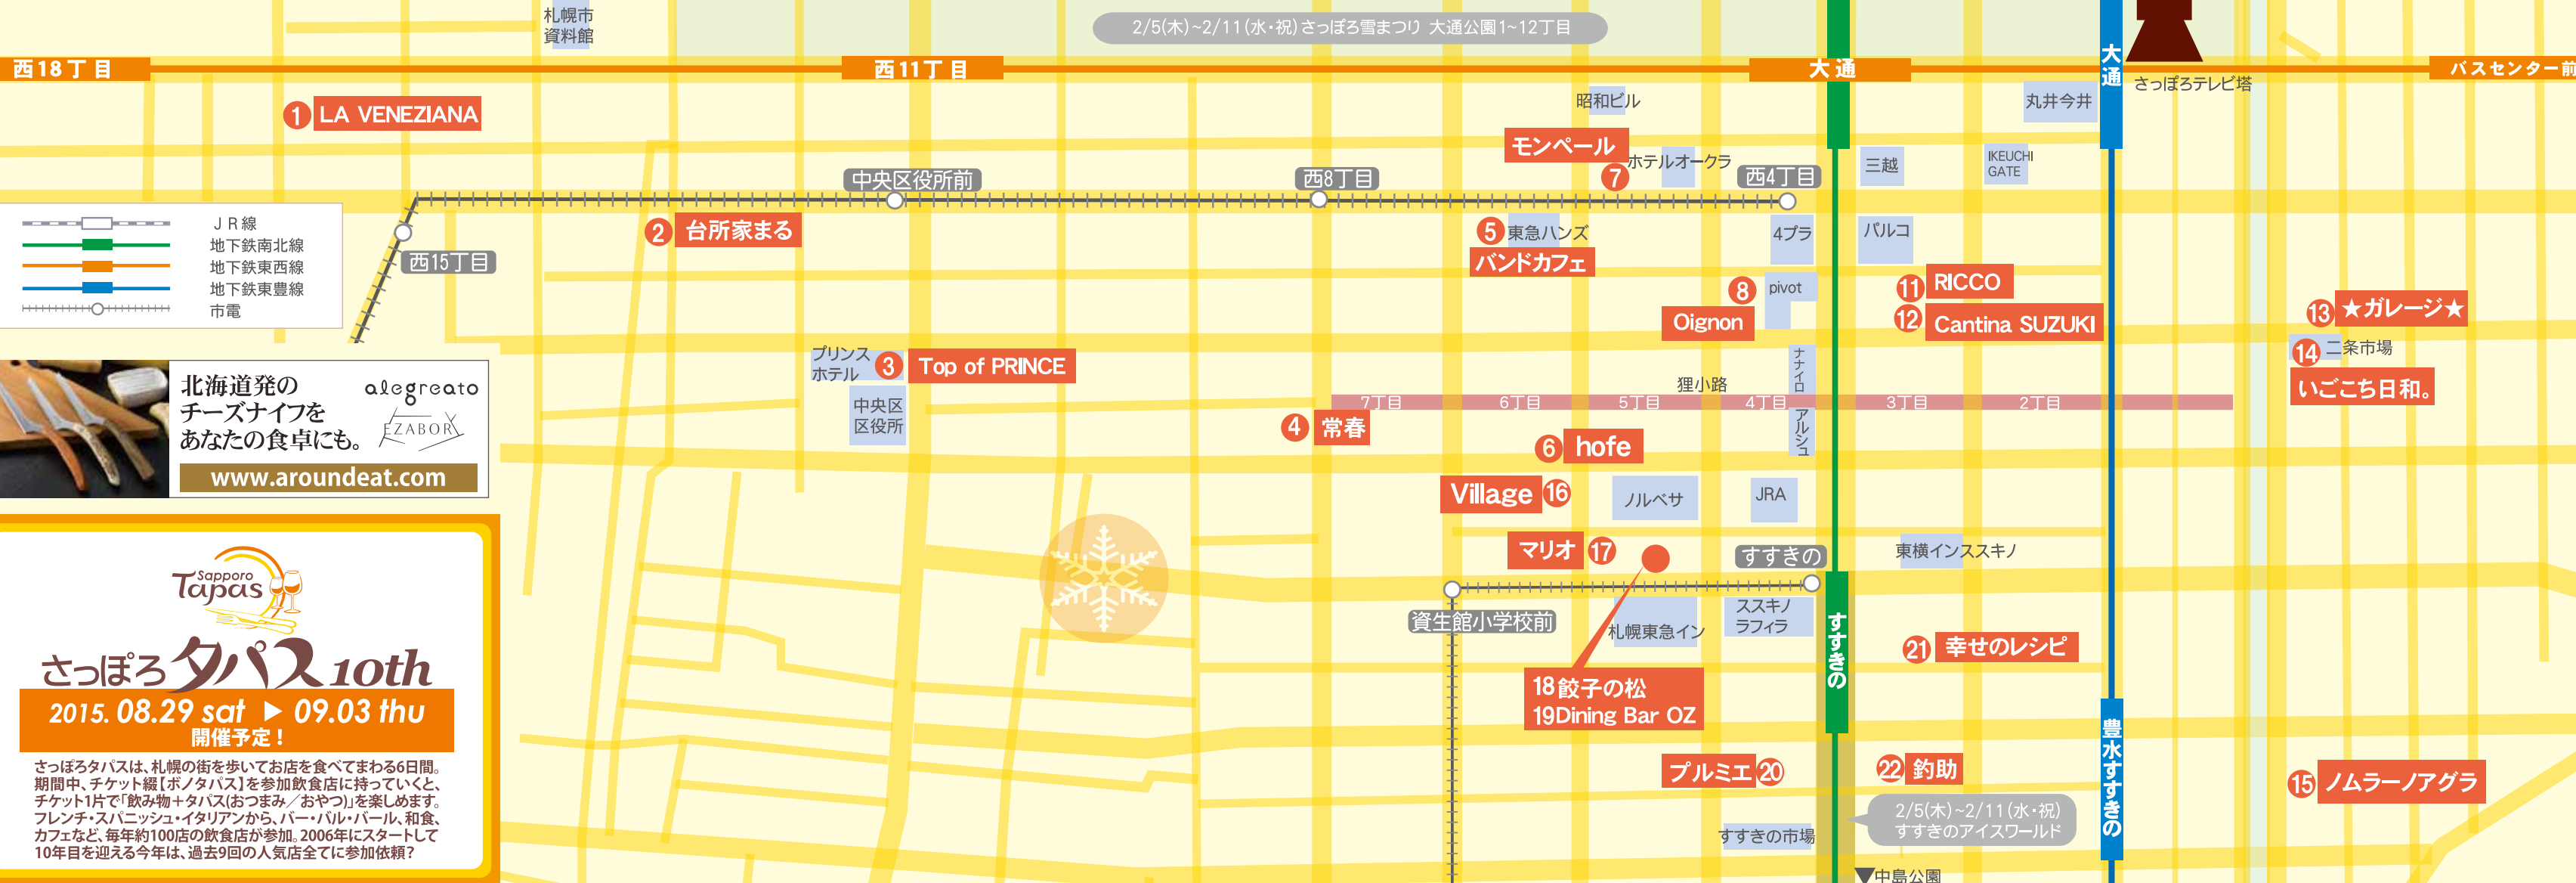 札幌市
資料館
2/5(木)~2/11(水・祝)さっぽろ雪まつり 大通公園1~12丁目
西18丁目
西11丁目
大通
大通
バスセンター前
さっぽろテレビ塔
1 LA VENEZIANA
昭和ビル
丸井今井
モンペール
7
ホテルオークラ
三越
IKEUCHI
GATE
中央区役所前
西8丁目
西4丁目
西15丁目
JR線
地下鉄南北線
地下鉄東西線
地下鉄東豊線
市電
2 台所家まる
5 東急ハンズ
バンドカフェ
4プラ
パルコ
8 pivot
Oignon
11 RICCO
12 Cantina SUZUKI
13 ★ガレージ★
14 二条市場
いごこち日和。
プリンス
ホテル
3 Top of PRINCE
中央区
区役所
ナナイロ
狸小路
7丁目
6丁目
5丁目
4丁目
3丁目
2丁目
アルシュ
4 常春
6 hofe
Village 16
ノルベサ
JRA
マリオ 17
すすきの
東横インススキノ
資生館小学校前
札幌東急イン
ススキノ
ラフィラ
すすきの
18餃子の松
19Dining Bar OZ
21 幸せのレシピ
豊水すすきの
プルミエ 20
22 釣助
15 ノムラーノアグラ
2/5(木)~2/11(水・祝)
すすきのアイスワールド
すすきの市場
▼中島公園
北海道発の
チーズナイフを
あなたの食卓にも。
alegreato
EZABOR
www.aroundeat.com
Sapporo
Tapas
さっぽろタパス10th
2015. 08.29 sat ▶ 09.03 thu
開催予定！
さっぽろタパスは、札幌の街を歩いてお店を食べてまわる6日間。
期間中、チケット綴【ボノタパス】を参加飲食店に持っていくと、
チケット1片で「飲み物＋タパス(おつまみ／おやつ)」を楽しめます。
フレンチ・スパニッシュ・イタリアンから、バー・バル・バール、和食、
カフェなど、毎年約100店の飲食店が参加。2006年にスタートして
10年目を迎える今年は、過去9回の人気店全てに参加依頼？